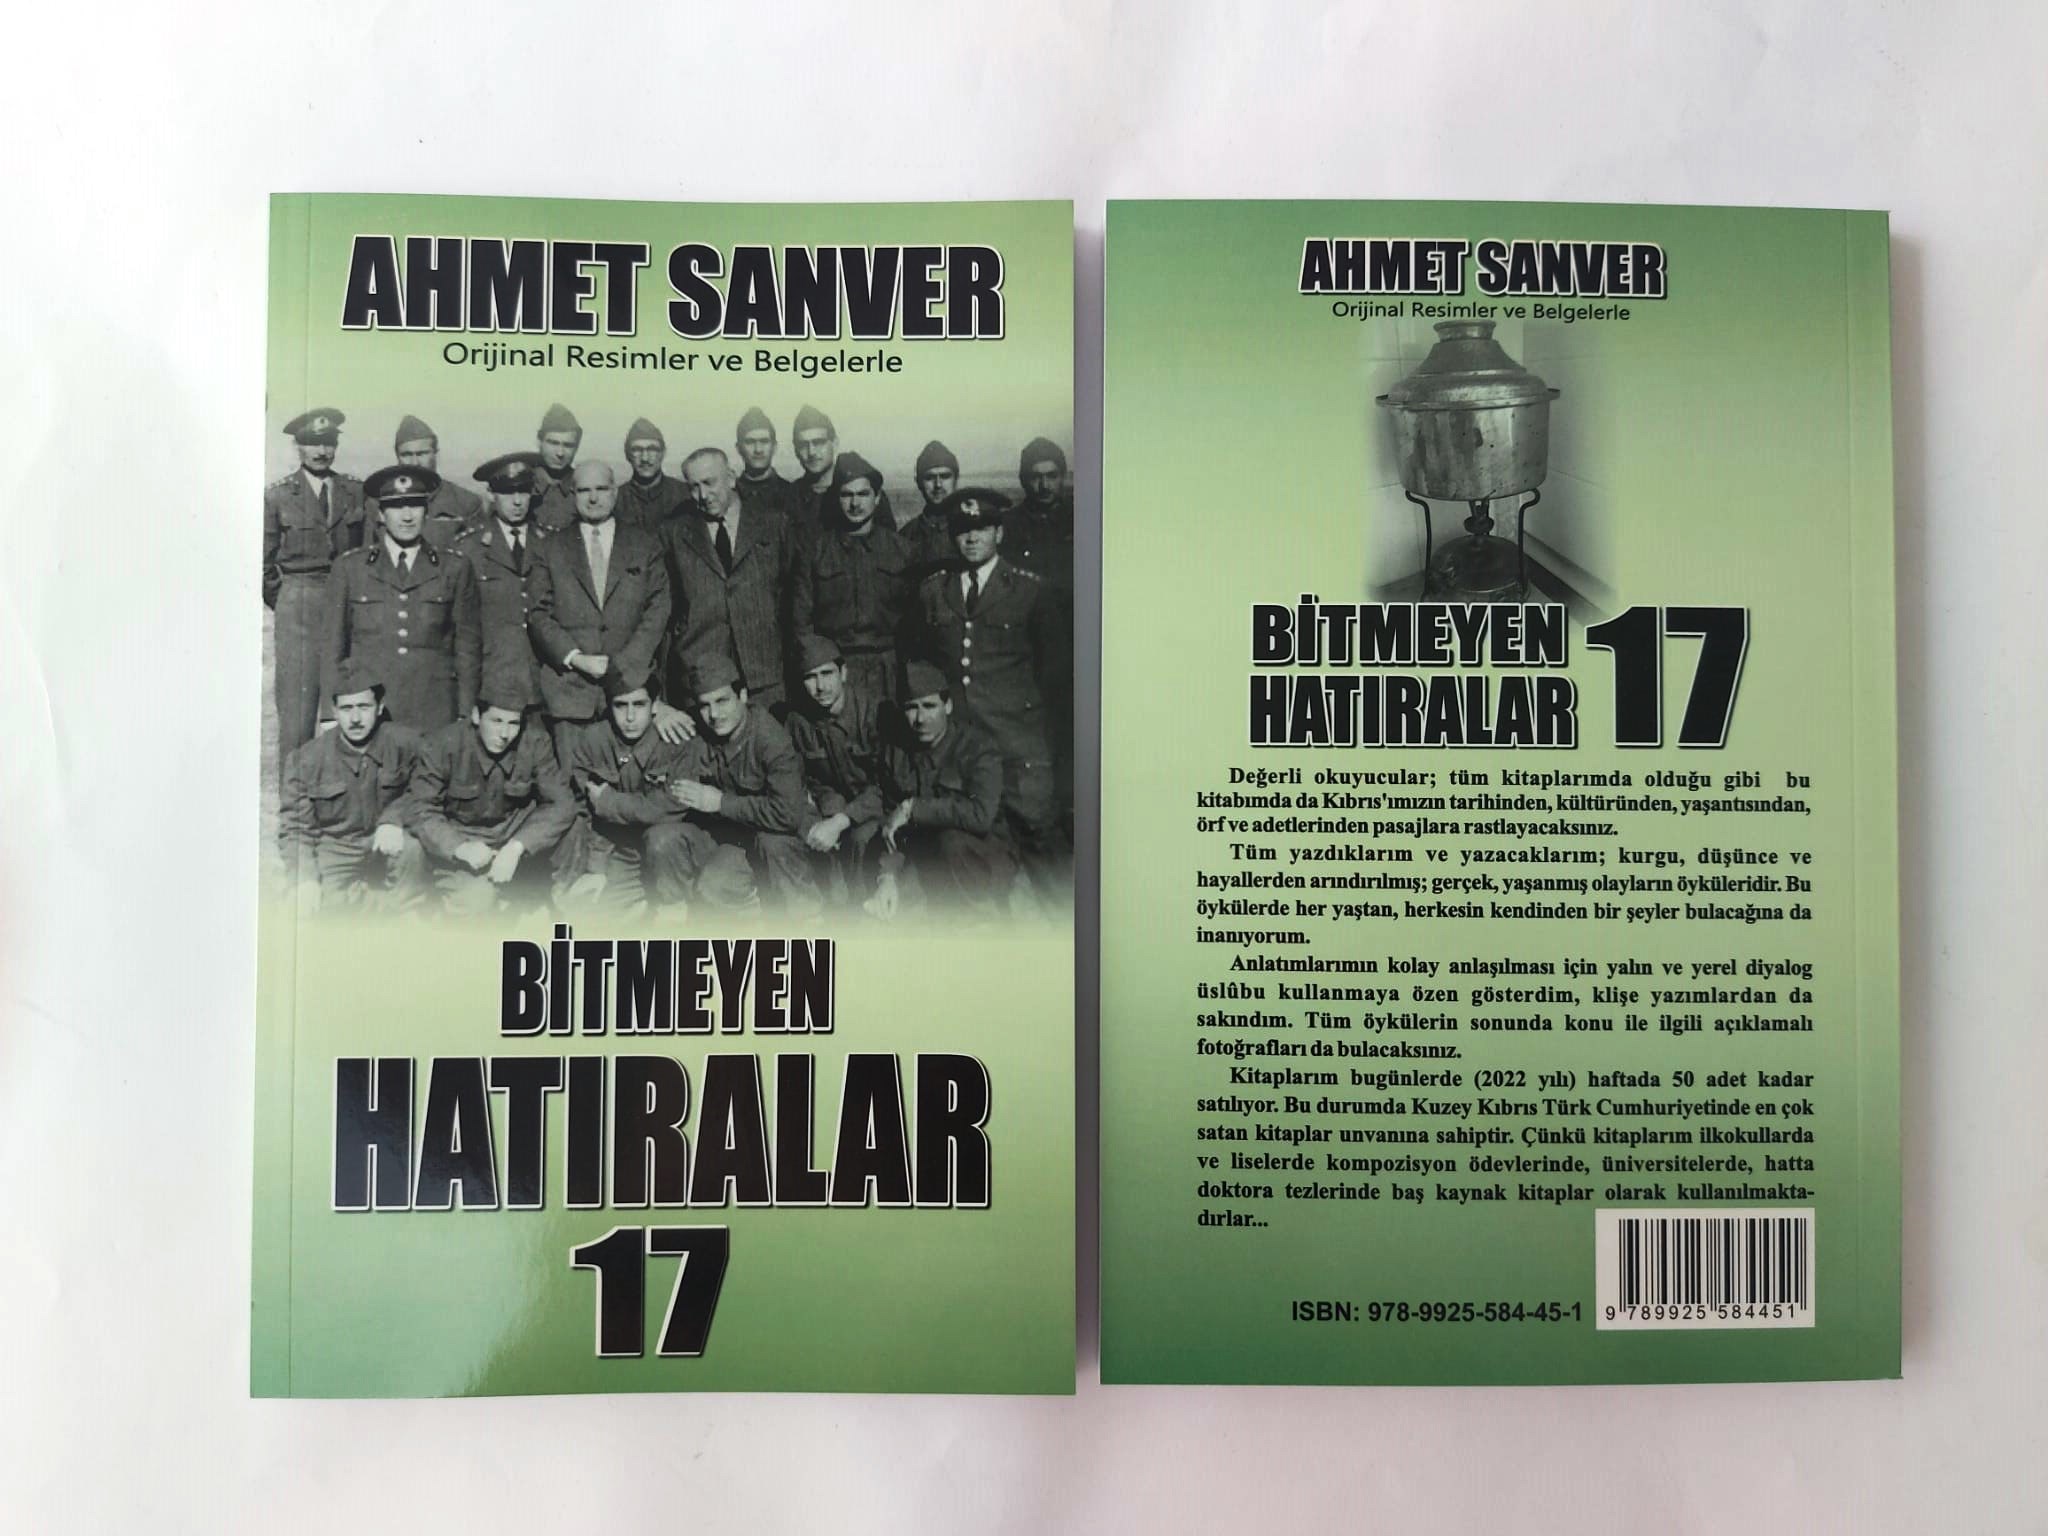 AHMET SANVER
Orijinal Resimler ve Belgelerle
BİTMEYEN
HATIRALAR
17
AHMET SANVER
Orijinal Resimler ve Belgelerle
BİTMEYEN
HATIRALAR 17
Değerli okuyucular; tüm kitaplarımda olduğu gibi bu
kitabımda da Kıbrıs'ımızın tarihinden, kültüründen, yaşantısından,
örf ve adetlerinden pasajlara rastlayacaksınız.
Tüm yazdıklarım ve yazacaklarım; kurgu, düşünce ve
hayallerden arındırılmış; gerçek, yaşanmış olayların öyküleridir. Bu
öykülerde her yaştan, herkesin kendinden bir şeyler bulacağına da
inanıyorum.
Anlatımlarımın kolay anlaşılması için yalın ve yerel diyalog
üslûbu kullanmaya özen gösterdim, klişe yazımlardan da
sakındım. Tüm öykülerin sonunda konu ile ilgili açıklamalı
fotoğrafları da bulacaksınız.
Kitaplarım bugünlerde (2022 yılı) haftada 50 adet kadar
satılıyor. Bu durumda Kuzey Kıbrıs Türk Cumhuriyetinde en çok
satan kitaplar unvanına sahiptir. Çünkü kitaplarım ilkokullarda
ve liselerde kompozisyon ödevlerinde, üniversitelerde, hatta
doktora tezlerinde baş kaynak kitaplar olarak kullanılmakta-
dırlar...
ISBN: 978-9925-584-45-1
9 789925 584451